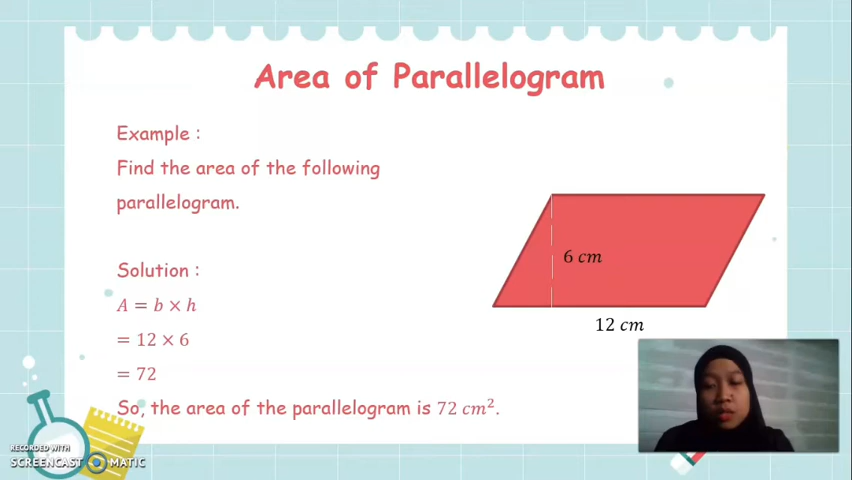 Area of Parallelogram
Example :
Find the area of the following
parallelogram.
6 cm
12 cm
Solution :
A = b × h
= 12 × 6
= 72
So, the area of the parallelogram is 72 cm².
RECORDED WITH
SCREENCAST MATIC